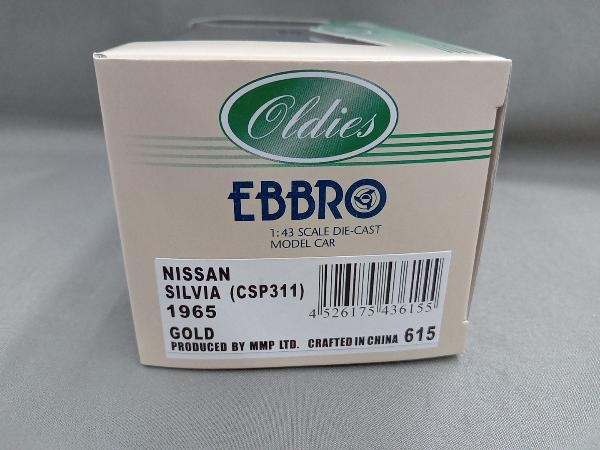 Oldies
EBBRO
1:43 SCALE DIE-CAST
MODEL CAR
NISSAN
SILVIA (CSP311)
1965
GOLD
4 526175 436155
PRODUCED BY MMP LTD. CRAFTED IN CHINA 615